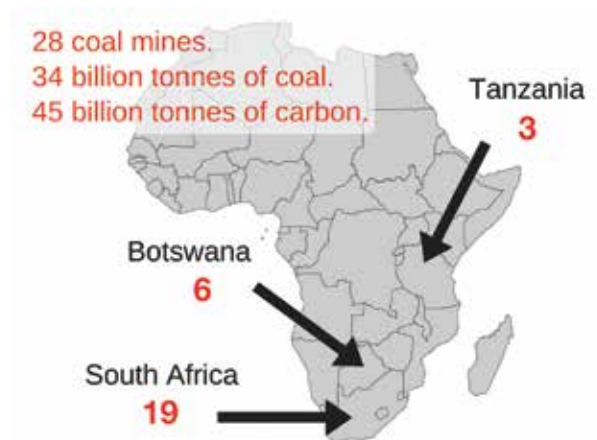 28 coal mines.
34 billion tonnes of coal.
45 billion tonnes of carbon.
Tanzania
3
Botswana
6
South Africa
19